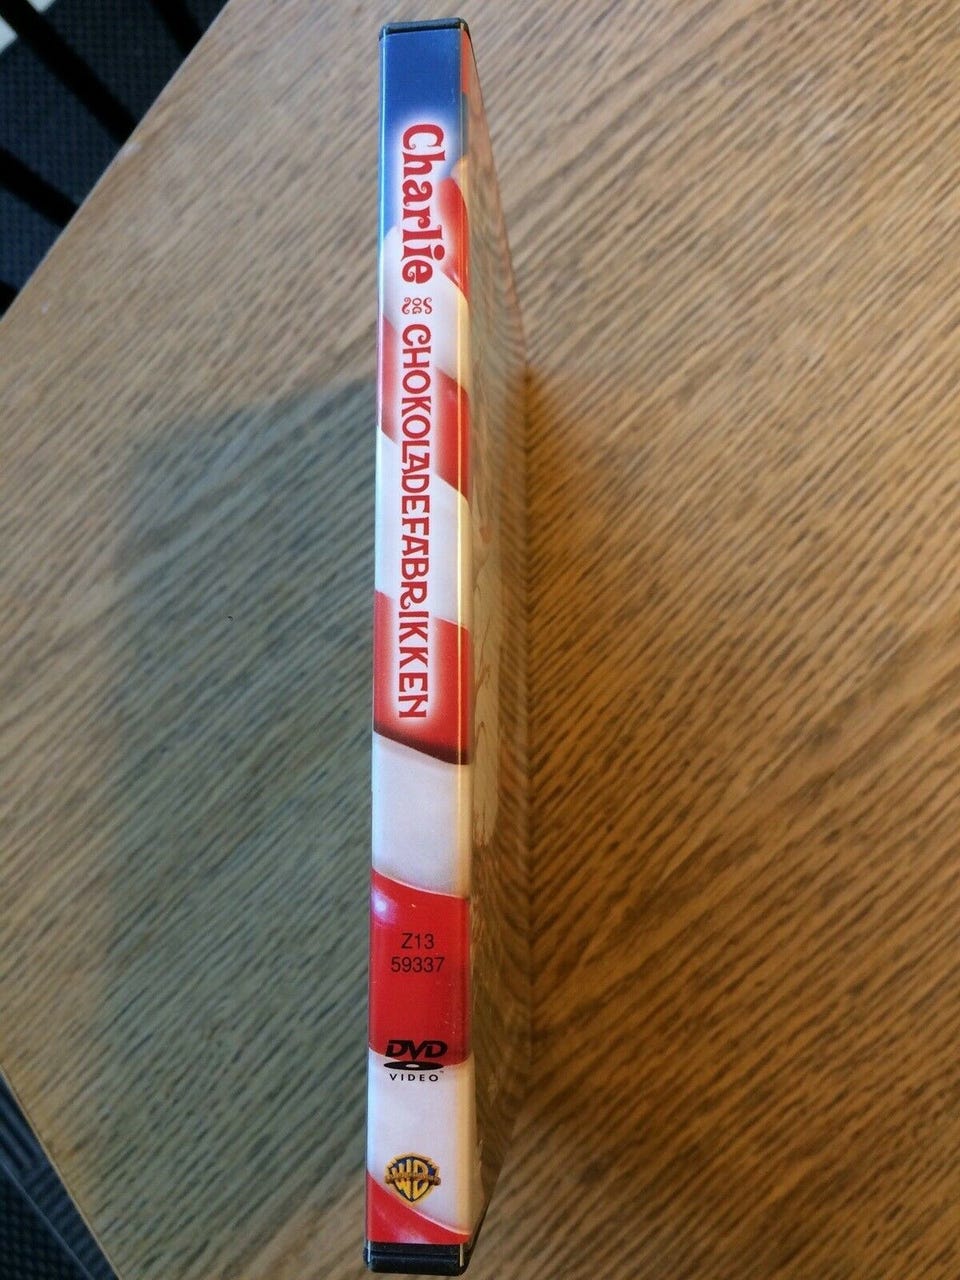 Charlie og CHOKOLADEFABRIKKEN
Z13
59337
DVD
VIDEO
WB